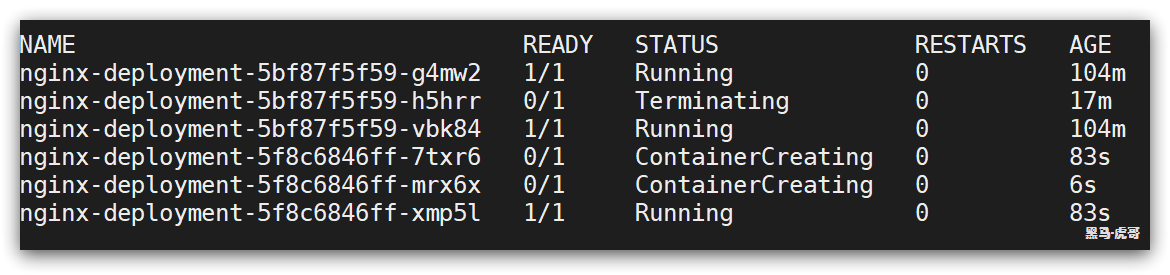 NAME READY STATUS RESTARTS AGE
nginx-deployment-5bf87f5f59-g4mw2 1/1 Running 0 104m
nginx-deployment-5bf87f5f59-h5hrr 0/1 Terminating 0 17m
nginx-deployment-5bf87f5f59-vbk84 1/1 Running 0 104m
nginx-deployment-5f8c6846ff-7txr6 0/1 ContainerCreating 0 83s
nginx-deployment-5f8c6846ff-mrx6x 0/1 ContainerCreating 0 6s
nginx-deployment-5f8c6846ff-xmp5l 1/1 Running 0 83s
黑马·虎哥